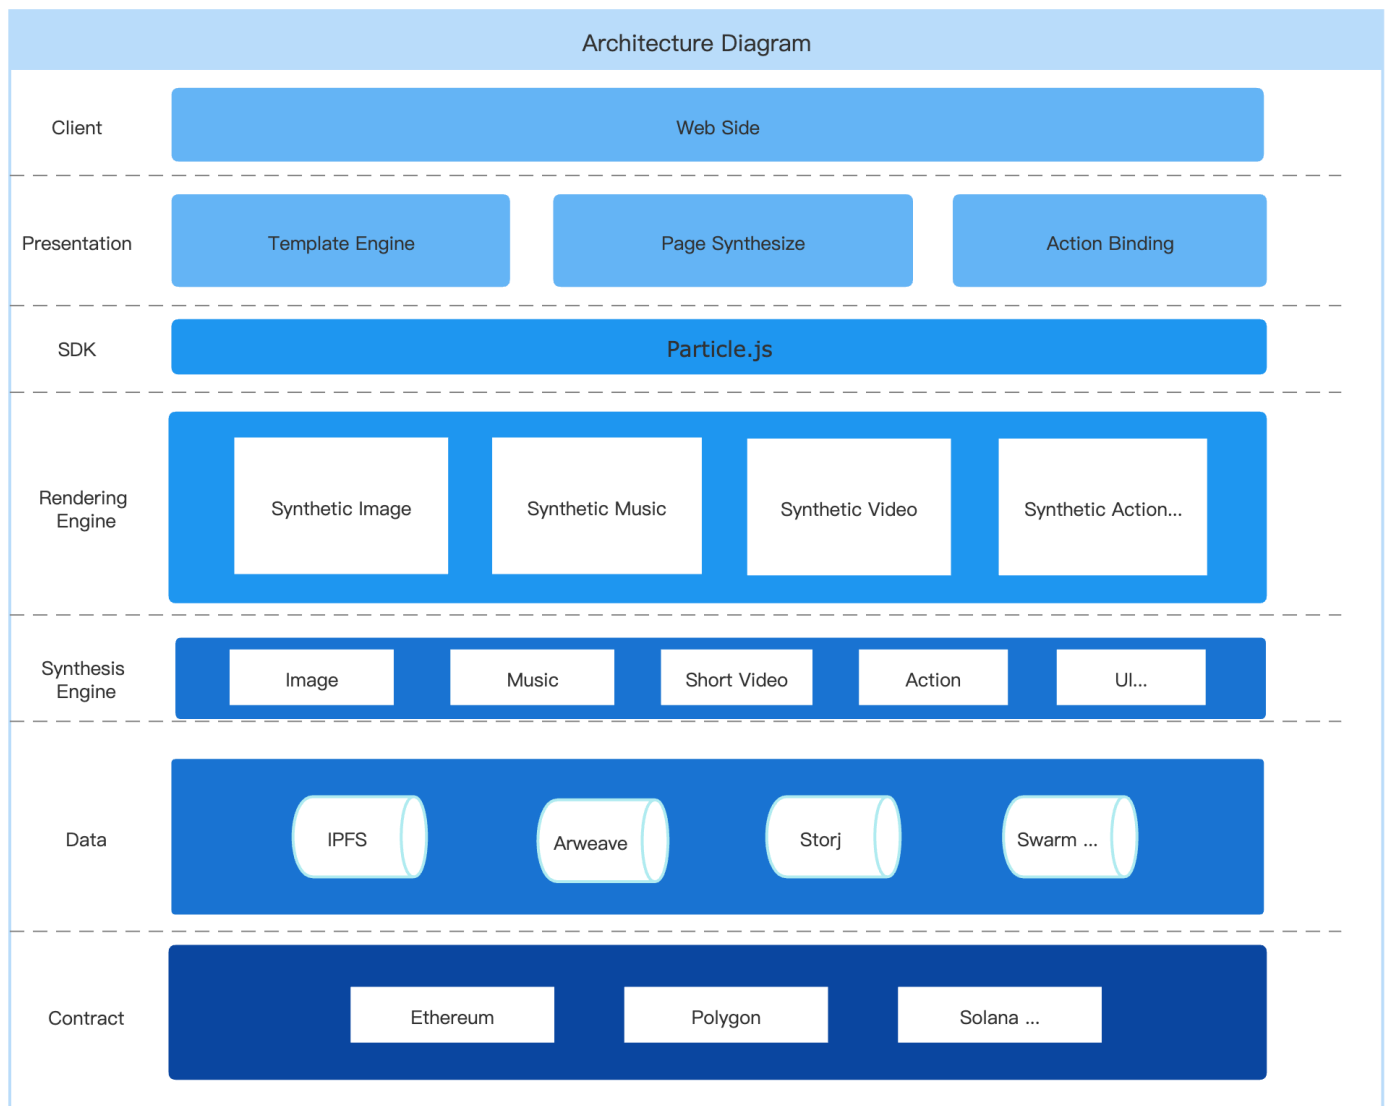 Architecture Diagram
Client
Web Side
Presentation
Template Engine
Page Synthesize
Action Binding
SDK
Particle.js
Rendering
Engine
Synthetic Image
Synthetic Music
Synthetic Video
Synthetic Action...
Synthesis
Engine
Image
Music
Short Video
Action
UI...
Data
IPFS
Arweave
Storj
Swarm ...
Contract
Ethereum
Polygon
Solana ...